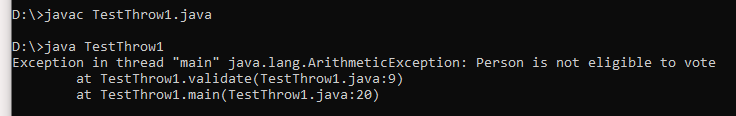 D:\>javac TestThrow1.java
D:\>java TestThrow1
Exception in thread "main" java.lang.ArithmeticException: Person is not eligible to vote
        at TestThrow1.validate(TestThrow1.java:9)
        at TestThrow1.main(TestThrow1.java:20)